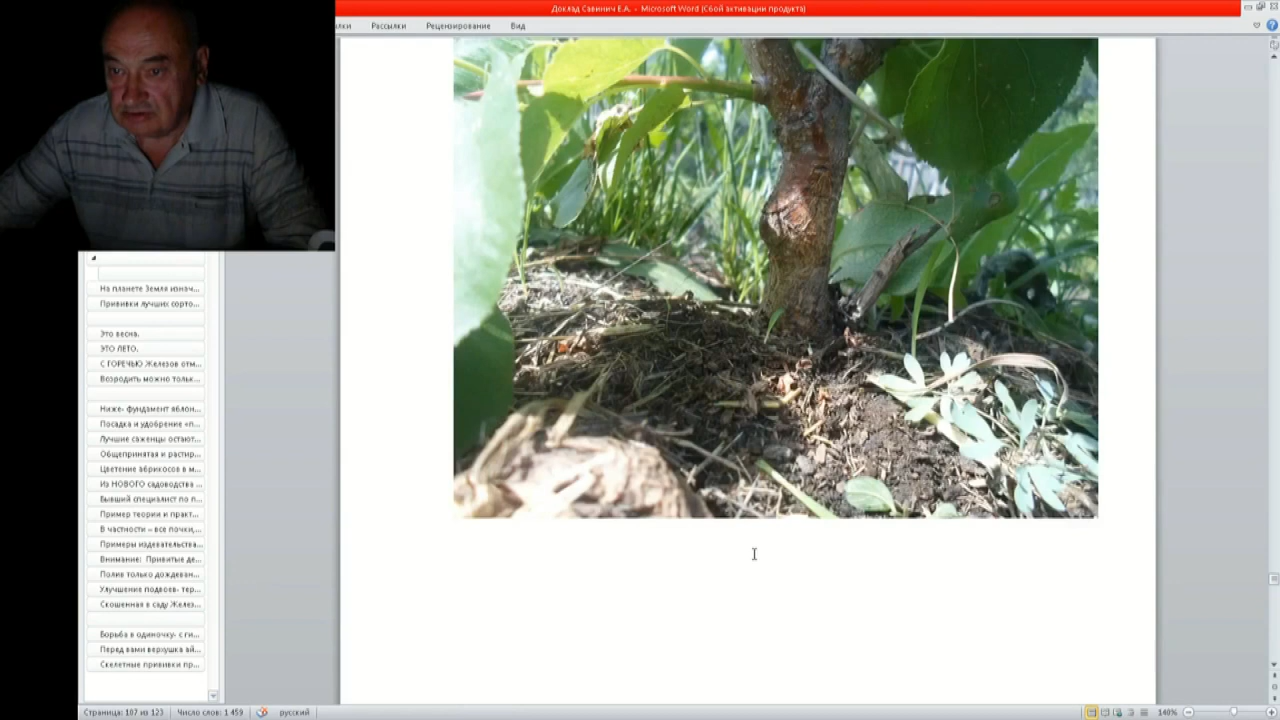 Доклад Савинич Е.А. - Microsoft Word (Сбой активации продукта)
лки Рассылки Рецензирование Вид
На планете Земля изнач...
Прививки лучших сорто...
Это весна.
ЭТО ЛЕТО.
С ГОРЕЧЬЮ Железов отм...
Возродить можно тольк...
Ниже- фундамент яблон...
Посадка и удобрение «п...
Лучшие саженцы остают...
Общепринятая и растир...
Цветение абрикосов в м...
Из НОВОГО садоводства ...
Бывший специалист по п...
Пример теории и практ...
В частности – все почки,...
Примеры издевательства...
Внимание: Привитые де...
Полив только дождеван...
Улучшение подвоев- тер...
Скошенная в саду Желез...
Борьба в одиночку- с ги...
Перед вами верхушка ай...
Скелетные прививки пр...
Страница: 107 из 123 Число слов: 1 459 русский 140%